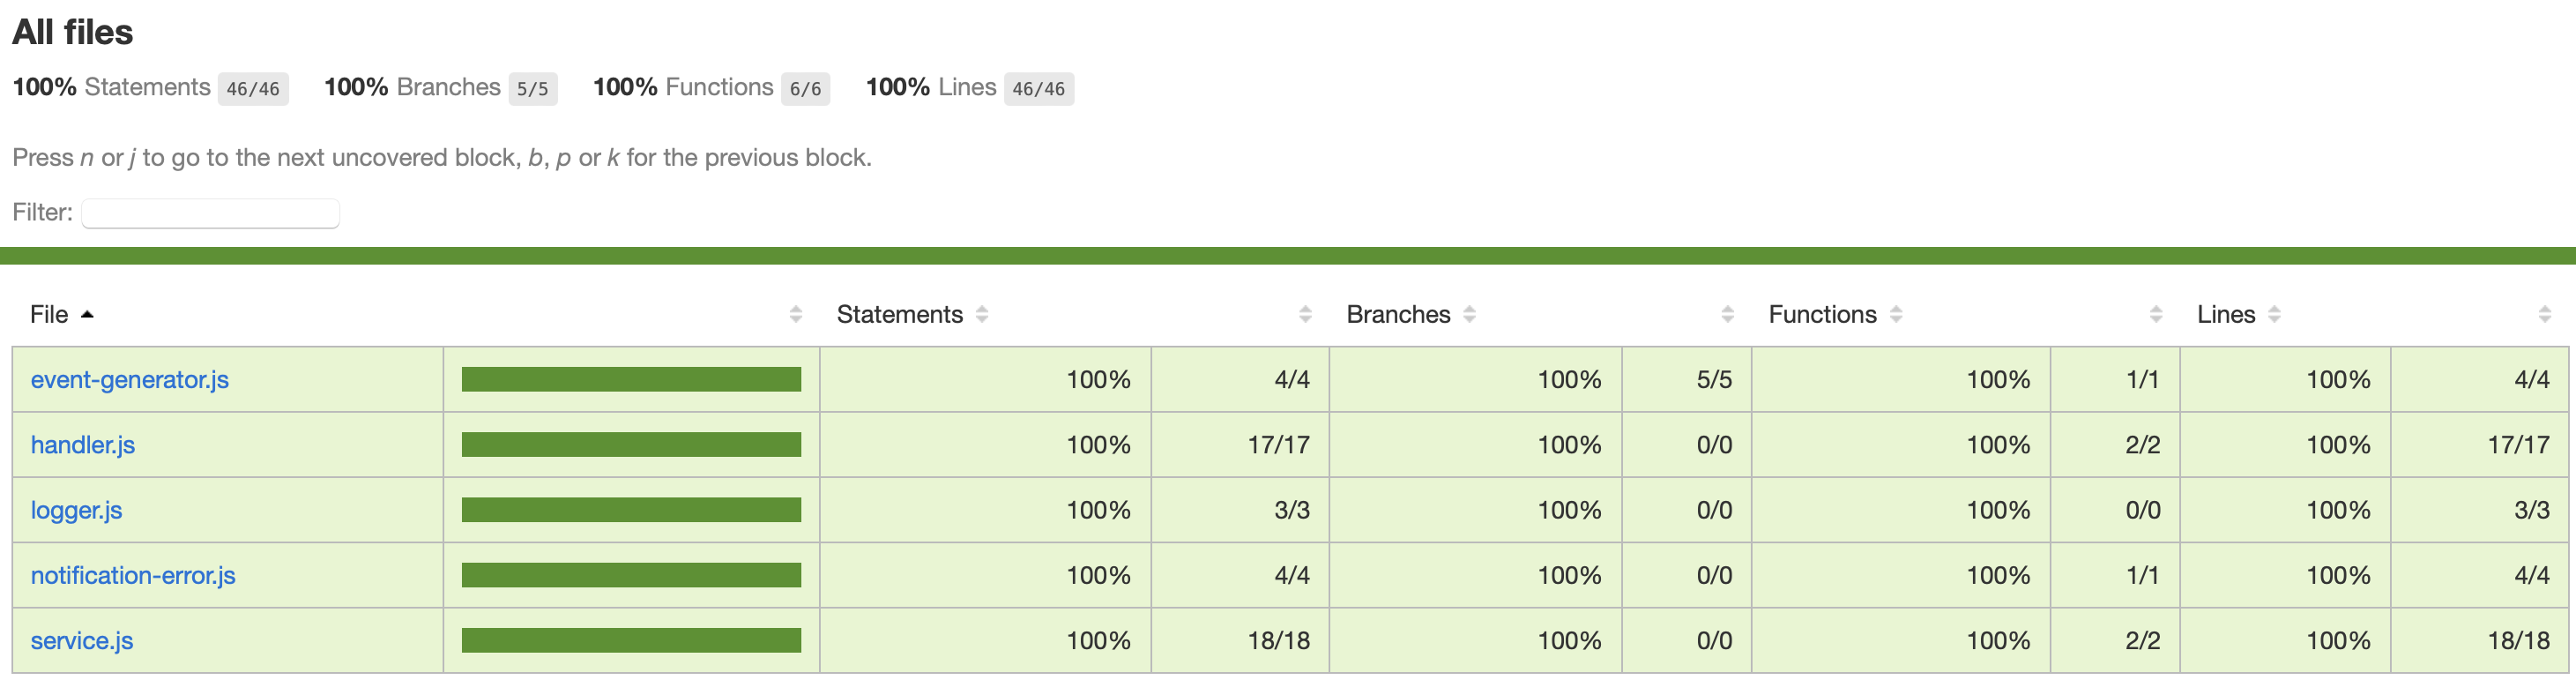 All files
100% Statements 46/46 100% Branches 5/5 100% Functions 6/6 100% Lines 46/46
Press n or j to go to the next uncovered block, b, p or k for the previous block.
Filter:
File Statements Branches Functions Lines
event-generator.js 100% 4/4 100% 5/5 100% 1/1 100% 4/4
handler.js 100% 17/17 100% 0/0 100% 2/2 100% 17/17
logger.js 100% 3/3 100% 0/0 100% 0/0 100% 3/3
notification-error.js 100% 4/4 100% 0/0 100% 1/1 100% 4/4
service.js 100% 18/18 100% 0/0 100% 2/2 100% 18/18